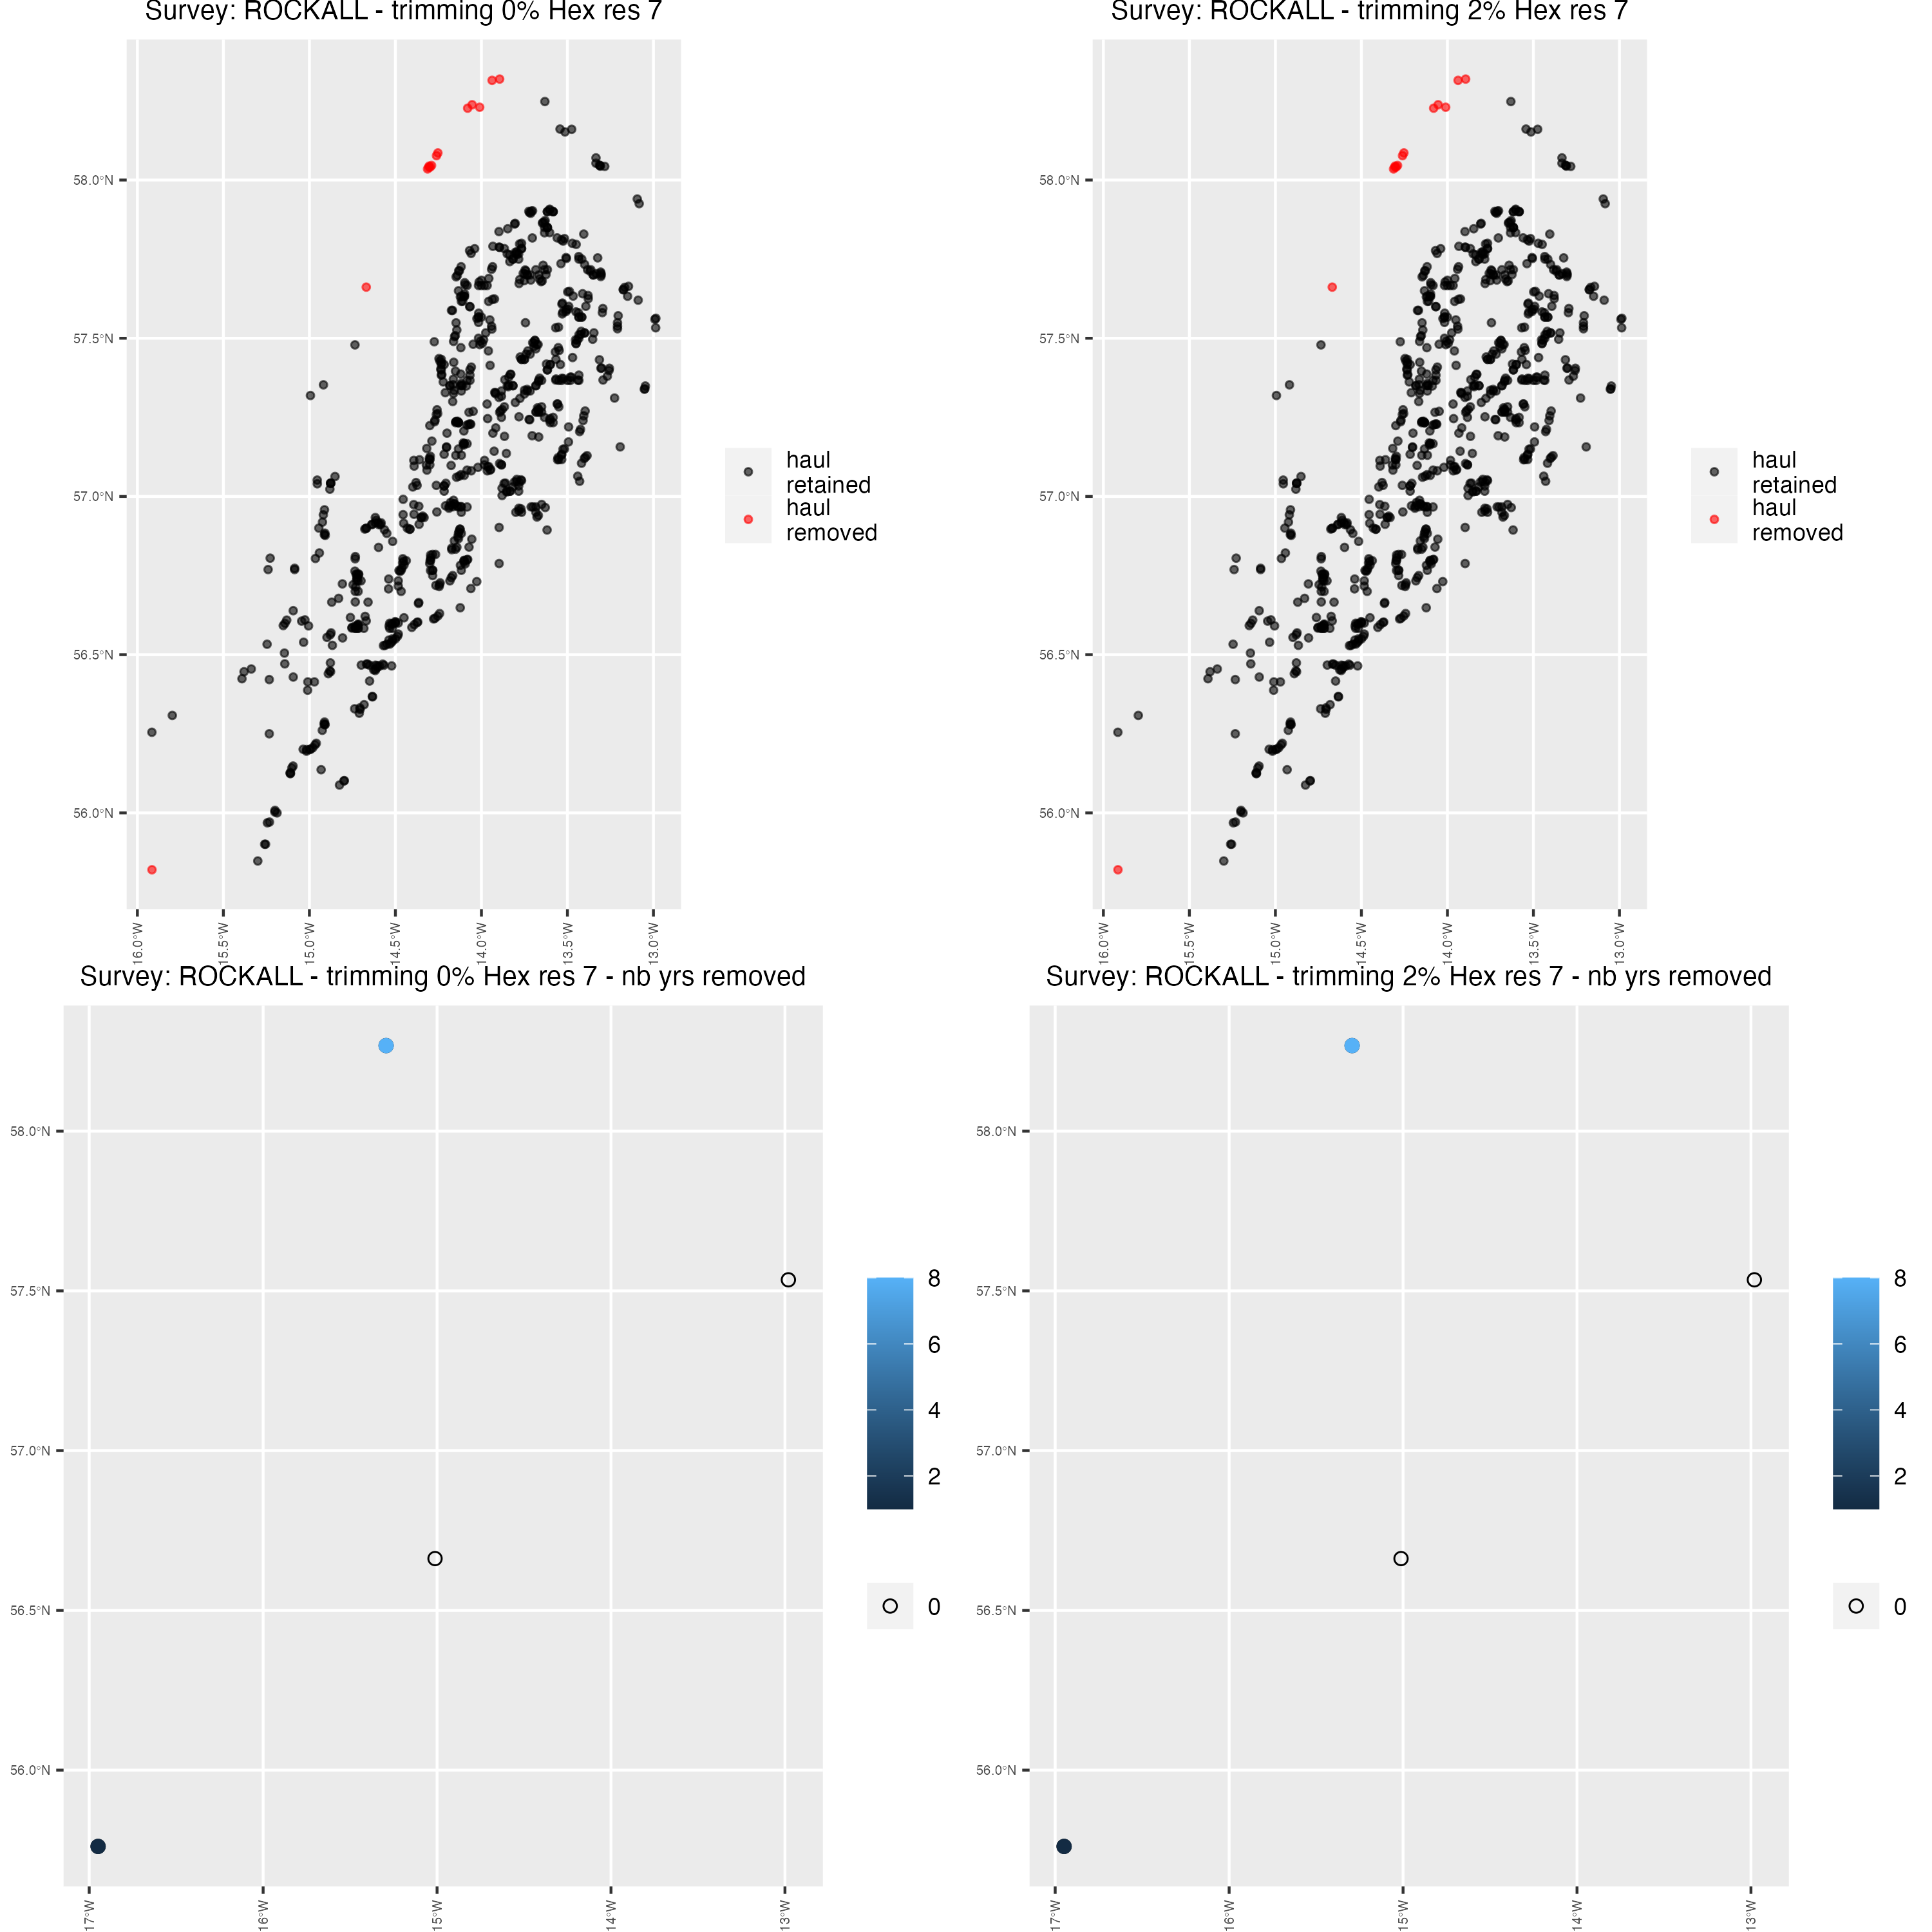 Survey: ROCKALL - trimming 0% Hex res 7
58.0°N
57.5°N
57.0°N
56.5°N
56.0°N
16.0°W
15.5°W
15.0°W
14.5°W
14.0°W
13.5°W
13.0°W
haul
retained
haul
removed
Survey: ROCKALL - trimming 2% Hex res 7
58.0°N
57.5°N
57.0°N
56.5°N
56.0°N
16.0°W
15.5°W
15.0°W
14.5°W
14.0°W
13.5°W
13.0°W
haul
retained
haul
removed
Survey: ROCKALL - trimming 0% Hex res 7 - nb yrs removed
58.0°N
57.5°N
57.0°N
56.5°N
56.0°N
17°W
16°W
15°W
14°W
13°W
8
6
4
2
0
Survey: ROCKALL - trimming 2% Hex res 7 - nb yrs removed
58.0°N
57.5°N
57.0°N
56.5°N
56.0°N
17°W
16°W
15°W
14°W
13°W
8
6
4
2
0